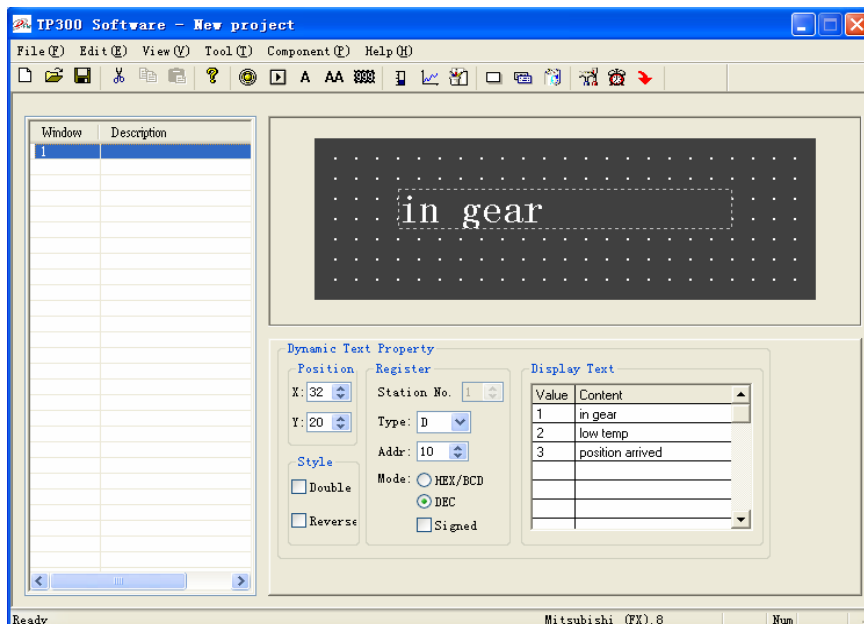 TP300 Software - New project
File(F) Edit(E) View(V) Tool(T) Component(P) Help(H)
A AA
Window Description
1
in gear
Dynamic Text Property
Position Register Display Text
X: 32 Station No. 1 Value Content
1 in gear
Y: 20 Type: D 2 low temp
Addr: 10 3 position arrived
Style Mode: HEX/BCD
Double DEC
Reverse Signed
Ready Mitsubishi (FX).8 Num